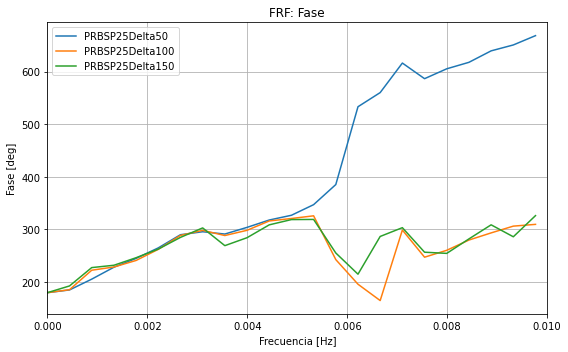 FRF: Fase
PRBSP25Delta50
PRBSP25Delta100
PRBSP25Delta150
Fase [deg]
600
500
400
300
200
0.000
0.002
0.004
0.006
0.008
0.010
Frecuencia [Hz]